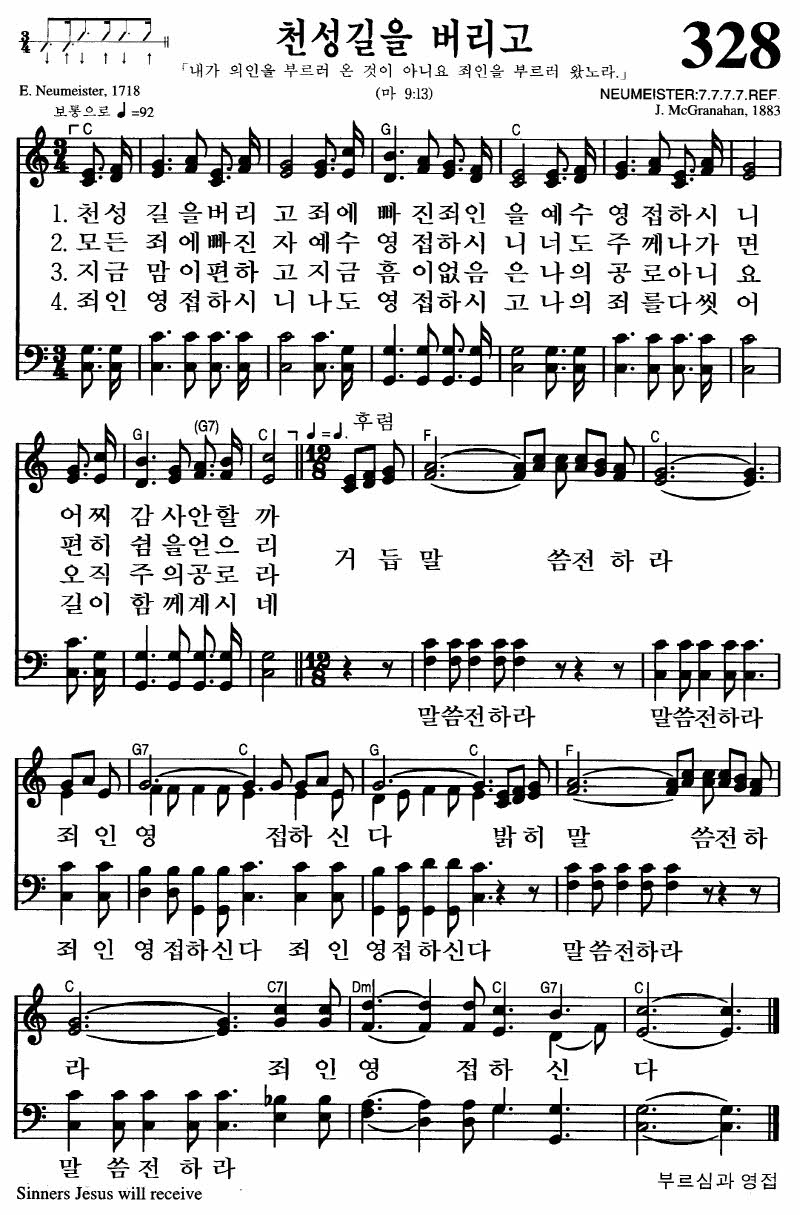 3/4
천성길을 버리고
328
「내가 의인을 부르러 온 것이 아니요 죄인을 부르러 왔노라.」
E. Neumeister, 1718
(마 9:13)
NEUMEISTER:7.7.7.7.REF.
보통으로 ♩=92
J. McGranahan, 1883
C G C
1. 천성 길 을버리 고죄에 빠 진죄인 을예수 영접하시 니
2. 모든 죄 에빠진 자예수 영 접하시 니너도 주 께나가 면
3. 지금 맘 이편하 고지금 흠 이없음 은나의 공 로아니 요
4. 죄인 영 접하시 니나도 영 접하시 고나의 죄 를다씻 어
G (G7) C ♩=♩. 후렴 F C
12/8
어찌 감 사안할 까
편히 쉼 을얻으 리
오직 주 의공로 라
길이 함 께계시 네
거 듭 말 씀전 하 라
말씀전하라 말씀전하라
G7 C G C F
죄 인 영 접하 신 다 밝 히 말 씀전 하
죄 인 영접하신다 죄 인 영접하신다 말씀전하라
C C7 Dm C G7 C
라 죄 인 영 접 하 신 다
말 씀 전 하 라
Sinners Jesus will receive
부르심과 영접